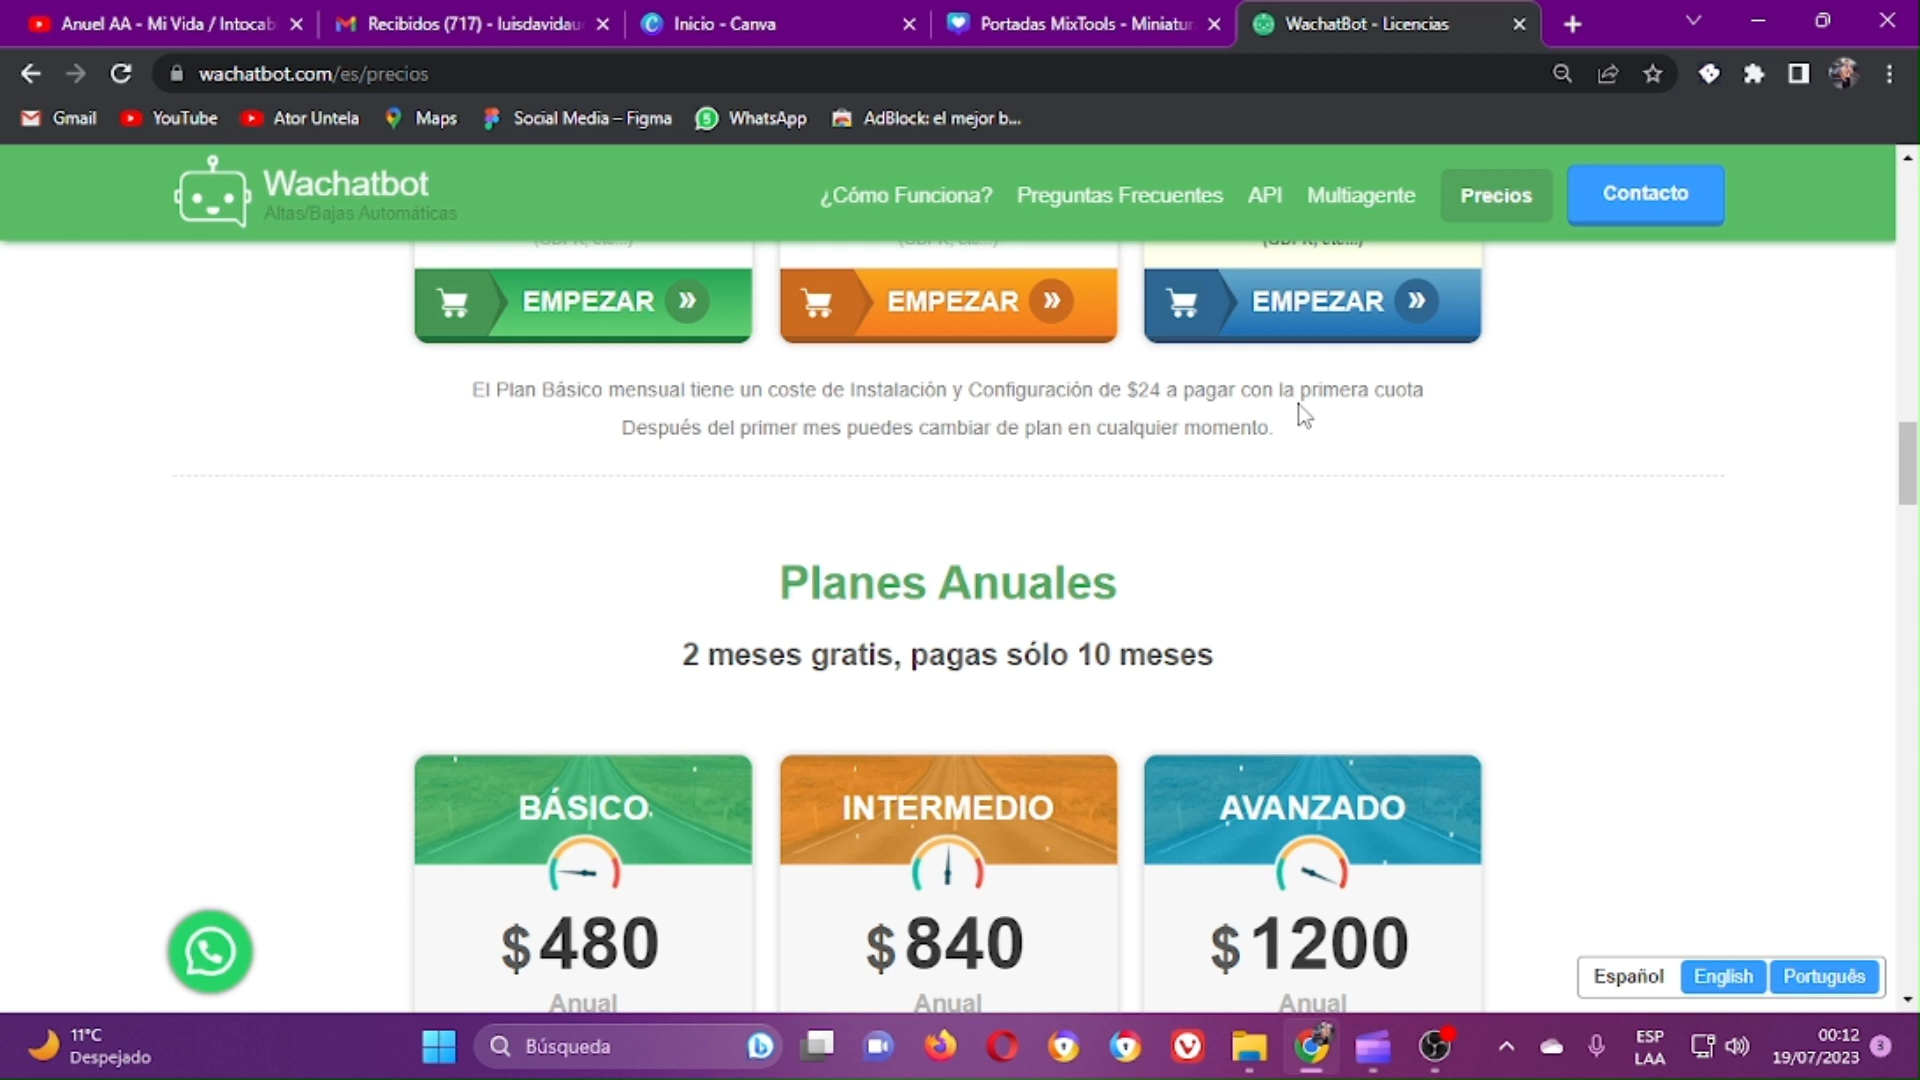 Anuel AA - Mi Vida / Intocab
Recibidos (717) - luisdavidau
Inicio - Canva
Portadas MixTools - Miniatur
WachatBot - Licencias
wachatbot.com/es/precios
Gmail
YouTube
Ator Untela
Maps
Social Media – Figma
WhatsApp
AdBlock: el mejor b...
Wachatbot
Altas/Bajas Automáticas
¿Cómo Funciona?
Preguntas Frecuentes
API
Multiagente
Precios
Contacto
EMPEZAR »
EMPEZAR »
EMPEZAR »
El Plan Básico mensual tiene un coste de Instalación y Configuración de $24 a pagar con la primera cuota
Después del primer mes puedes cambiar de plan en cualquier momento.
Planes Anuales
2 meses gratis, pagas sólo 10 meses
BÁSICO
INTERMEDIO
AVANZADO
$480
$840
$1200
Anual
Anual
Anual
Español
English
Português
11°C
Despejado
Búsqueda
ESP
LAA
00:12
19/07/2023
3